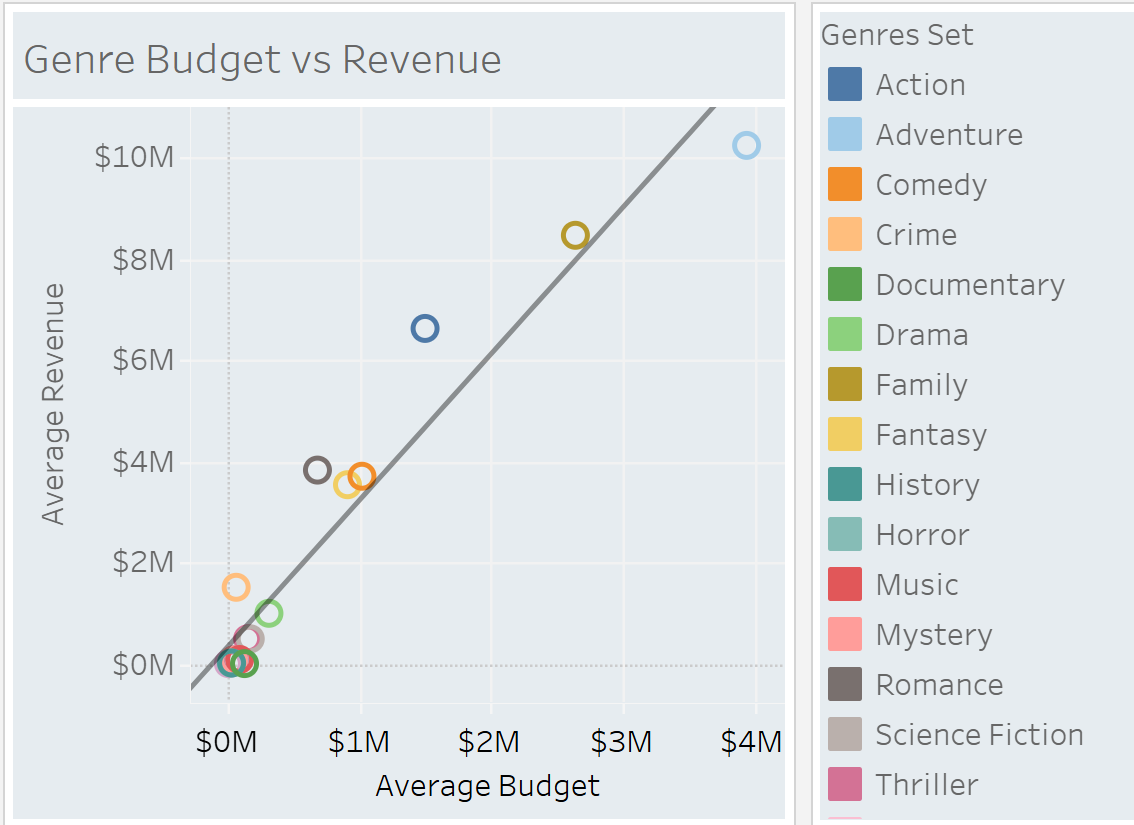 Genre Budget vs Revenue
$10M
$8M
$6M
$4M
$2M
$0M
Average Revenue
$0M
$1M
$2M
$3M
$4M
Average Budget
Genres Set
Action
Adventure
Comedy
Crime
Documentary
Drama
Family
Fantasy
History
Horror
Music
Mystery
Romance
Science Fiction
Thriller